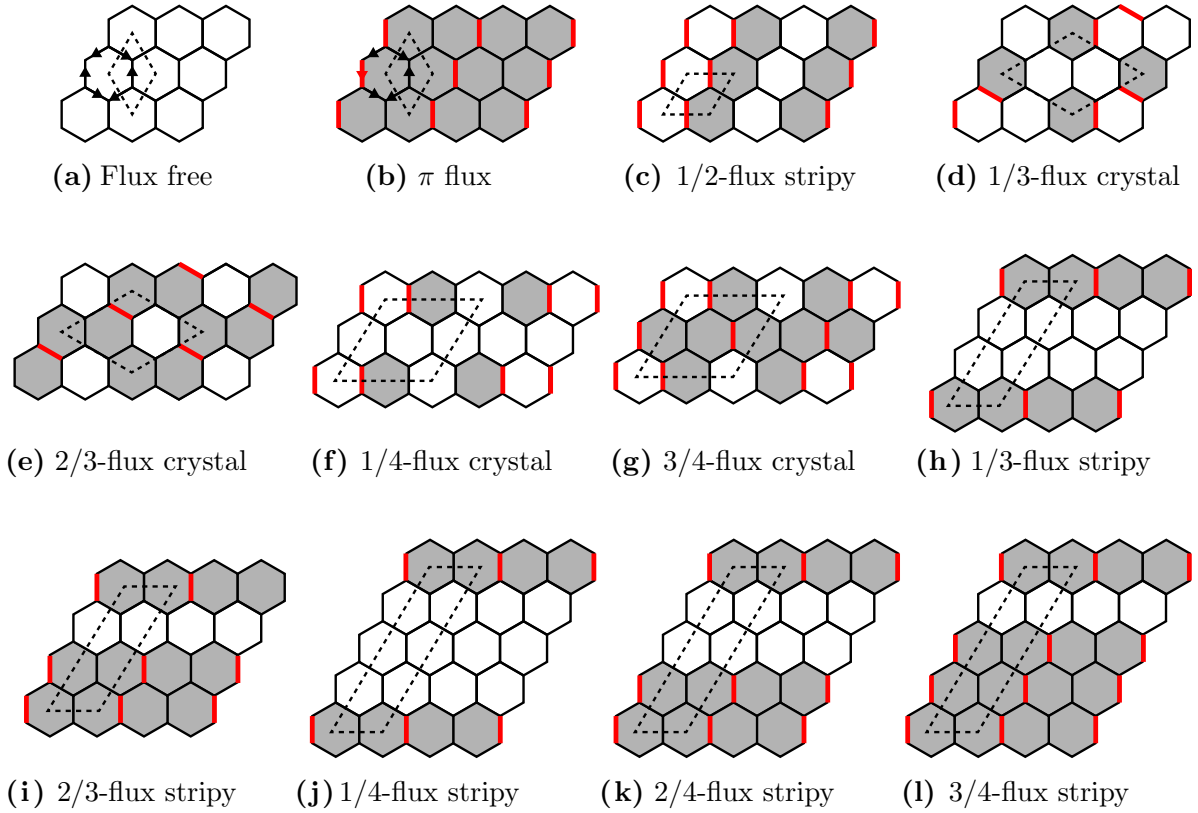 (a) Flux free
(b) π flux
(c) 1/2-flux stripy
(d) 1/3-flux crystal
(e) 2/3-flux crystal
(f) 1/4-flux crystal
(g) 3/4-flux crystal
(h) 1/3-flux stripy
(i) 2/3-flux stripy
(j) 1/4-flux stripy
(k) 2/4-flux stripy
(l) 3/4-flux stripy